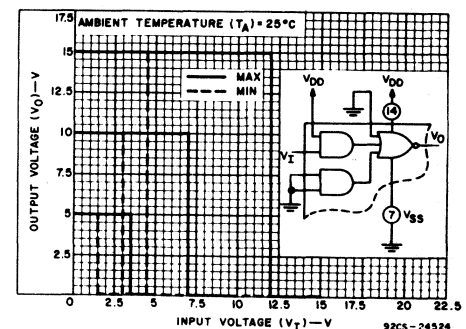 AMBIENT TEMPERATURE (TA)=25°C
17.5
15
12.5
10
7.5
5
2.5
0
OUTPUT VOLTAGE (VO)—V
MAX
MIN
VDD
VDD
14
VI
VO
7
VSS
2.5
5
7.5
10
12.5
15
17.5
20
22.5
INPUT VOLTAGE (VI)—V
92CS-24524